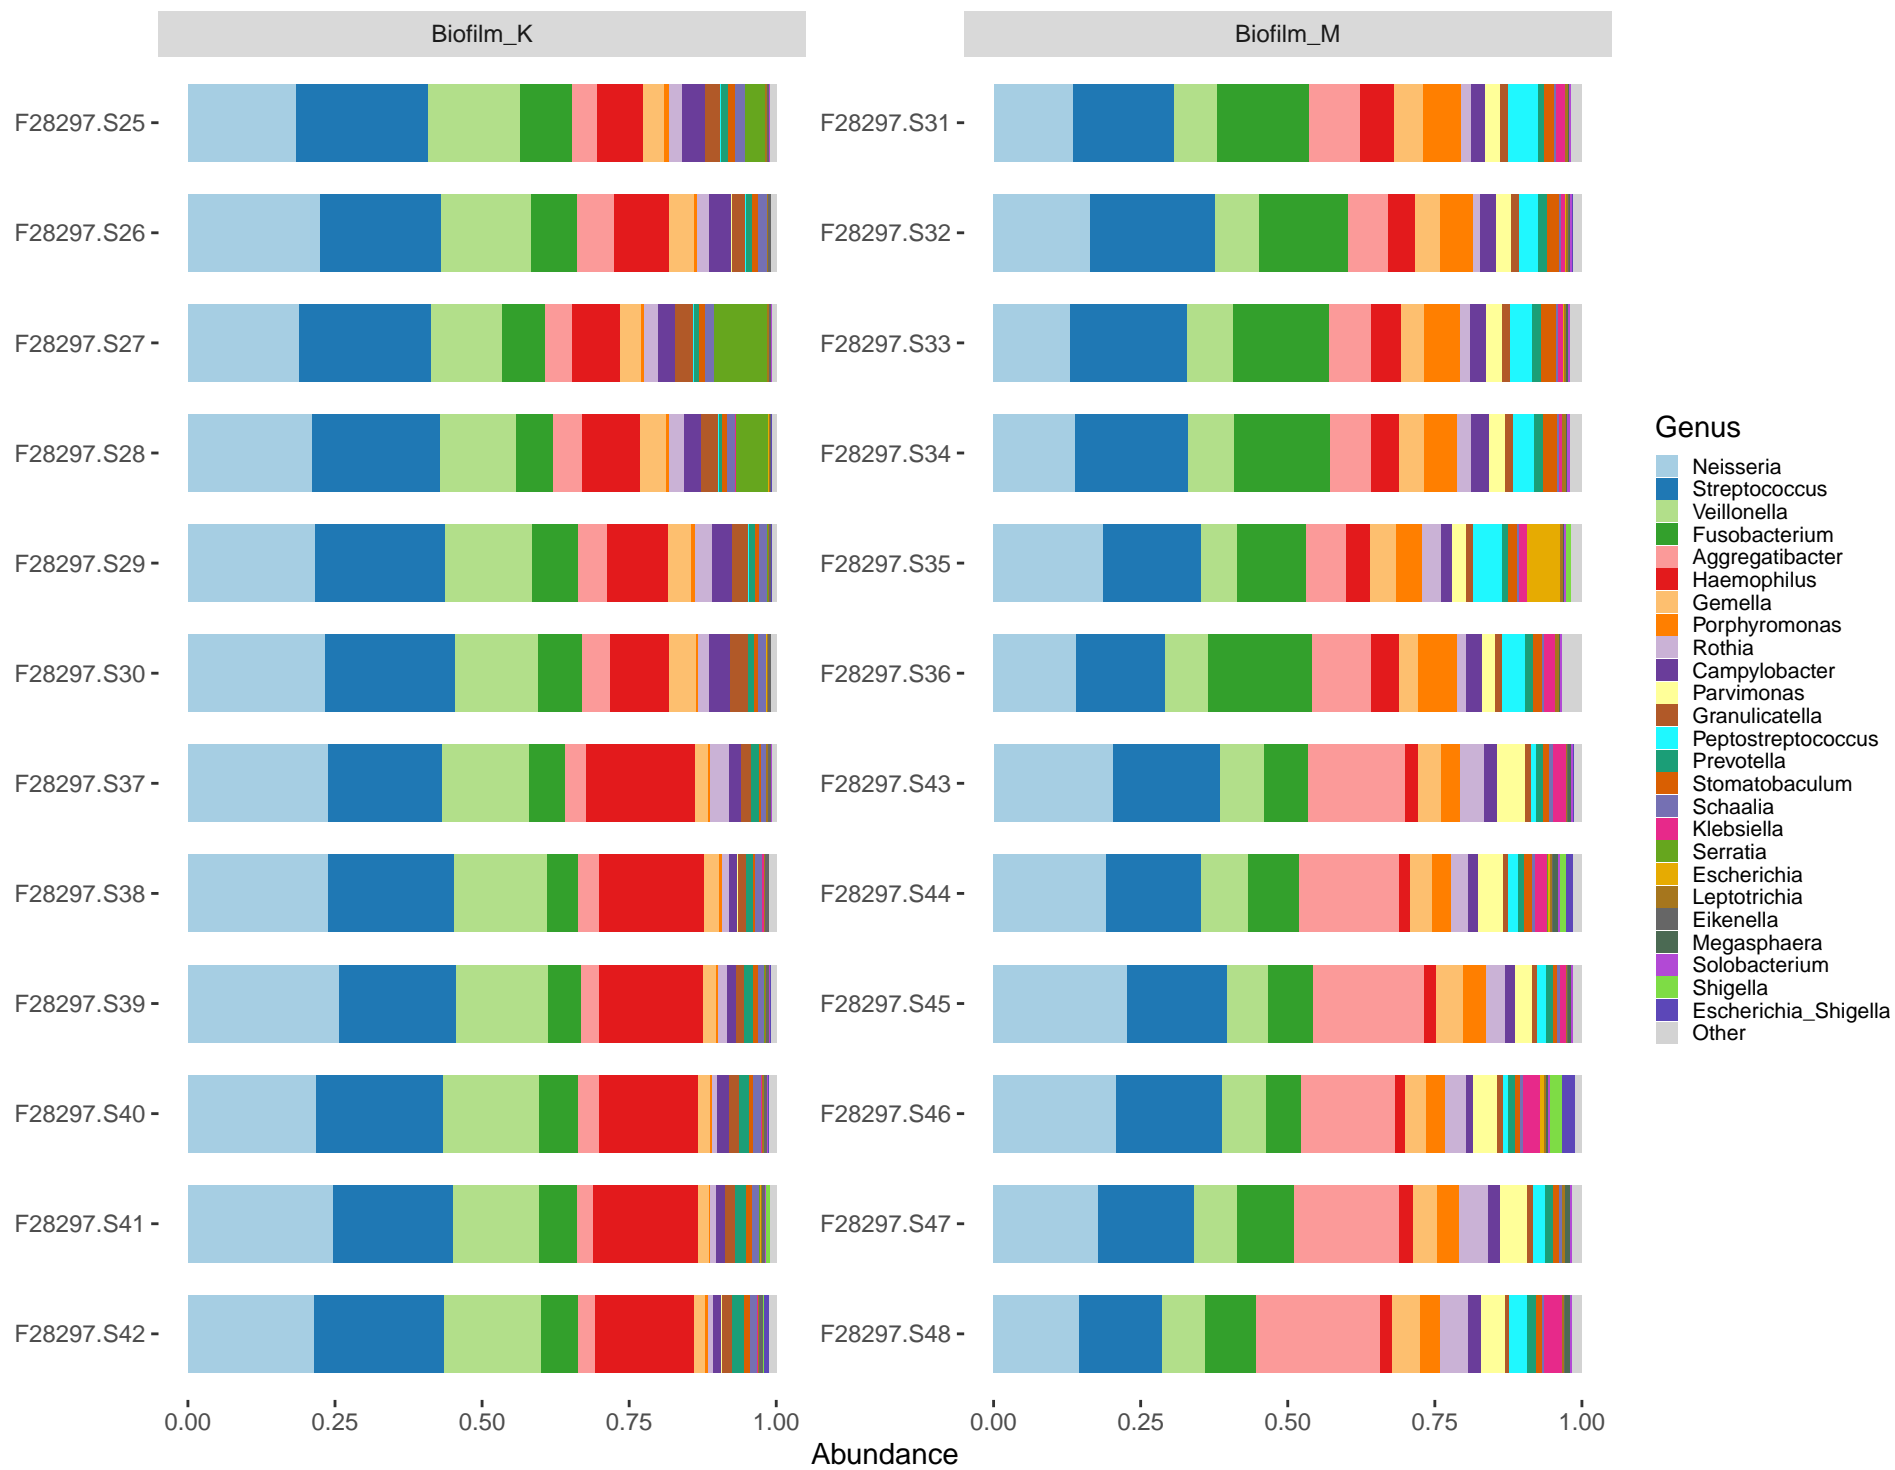 Biofilm_K
Biofilm_M
F28297.S25
F28297.S26
F28297.S27
F28297.S28
F28297.S29
F28297.S30
F28297.S37
F28297.S38
F28297.S39
F28297.S40
F28297.S41
F28297.S42
F28297.S31
F28297.S32
F28297.S33
F28297.S34
F28297.S35
F28297.S36
F28297.S43
F28297.S44
F28297.S45
F28297.S46
F28297.S47
F28297.S48
0.00 0.25 0.50 0.75 1.00
0.00 0.25 0.50 0.75 1.00
Abundance
Genus
Neisseria
Streptococcus
Veillonella
Fusobacterium
Aggregatibacter
Haemophilus
Gemella
Porphyromonas
Rothia
Campylobacter
Parvimonas
Granulicatella
Peptostreptococcus
Prevotella
Stomatobaculum
Schaalia
Klebsiella
Serratia
Escherichia
Leptotrichia
Eikenella
Megasphaera
Solobacterium
Shigella
Escherichia_Shigella
Other